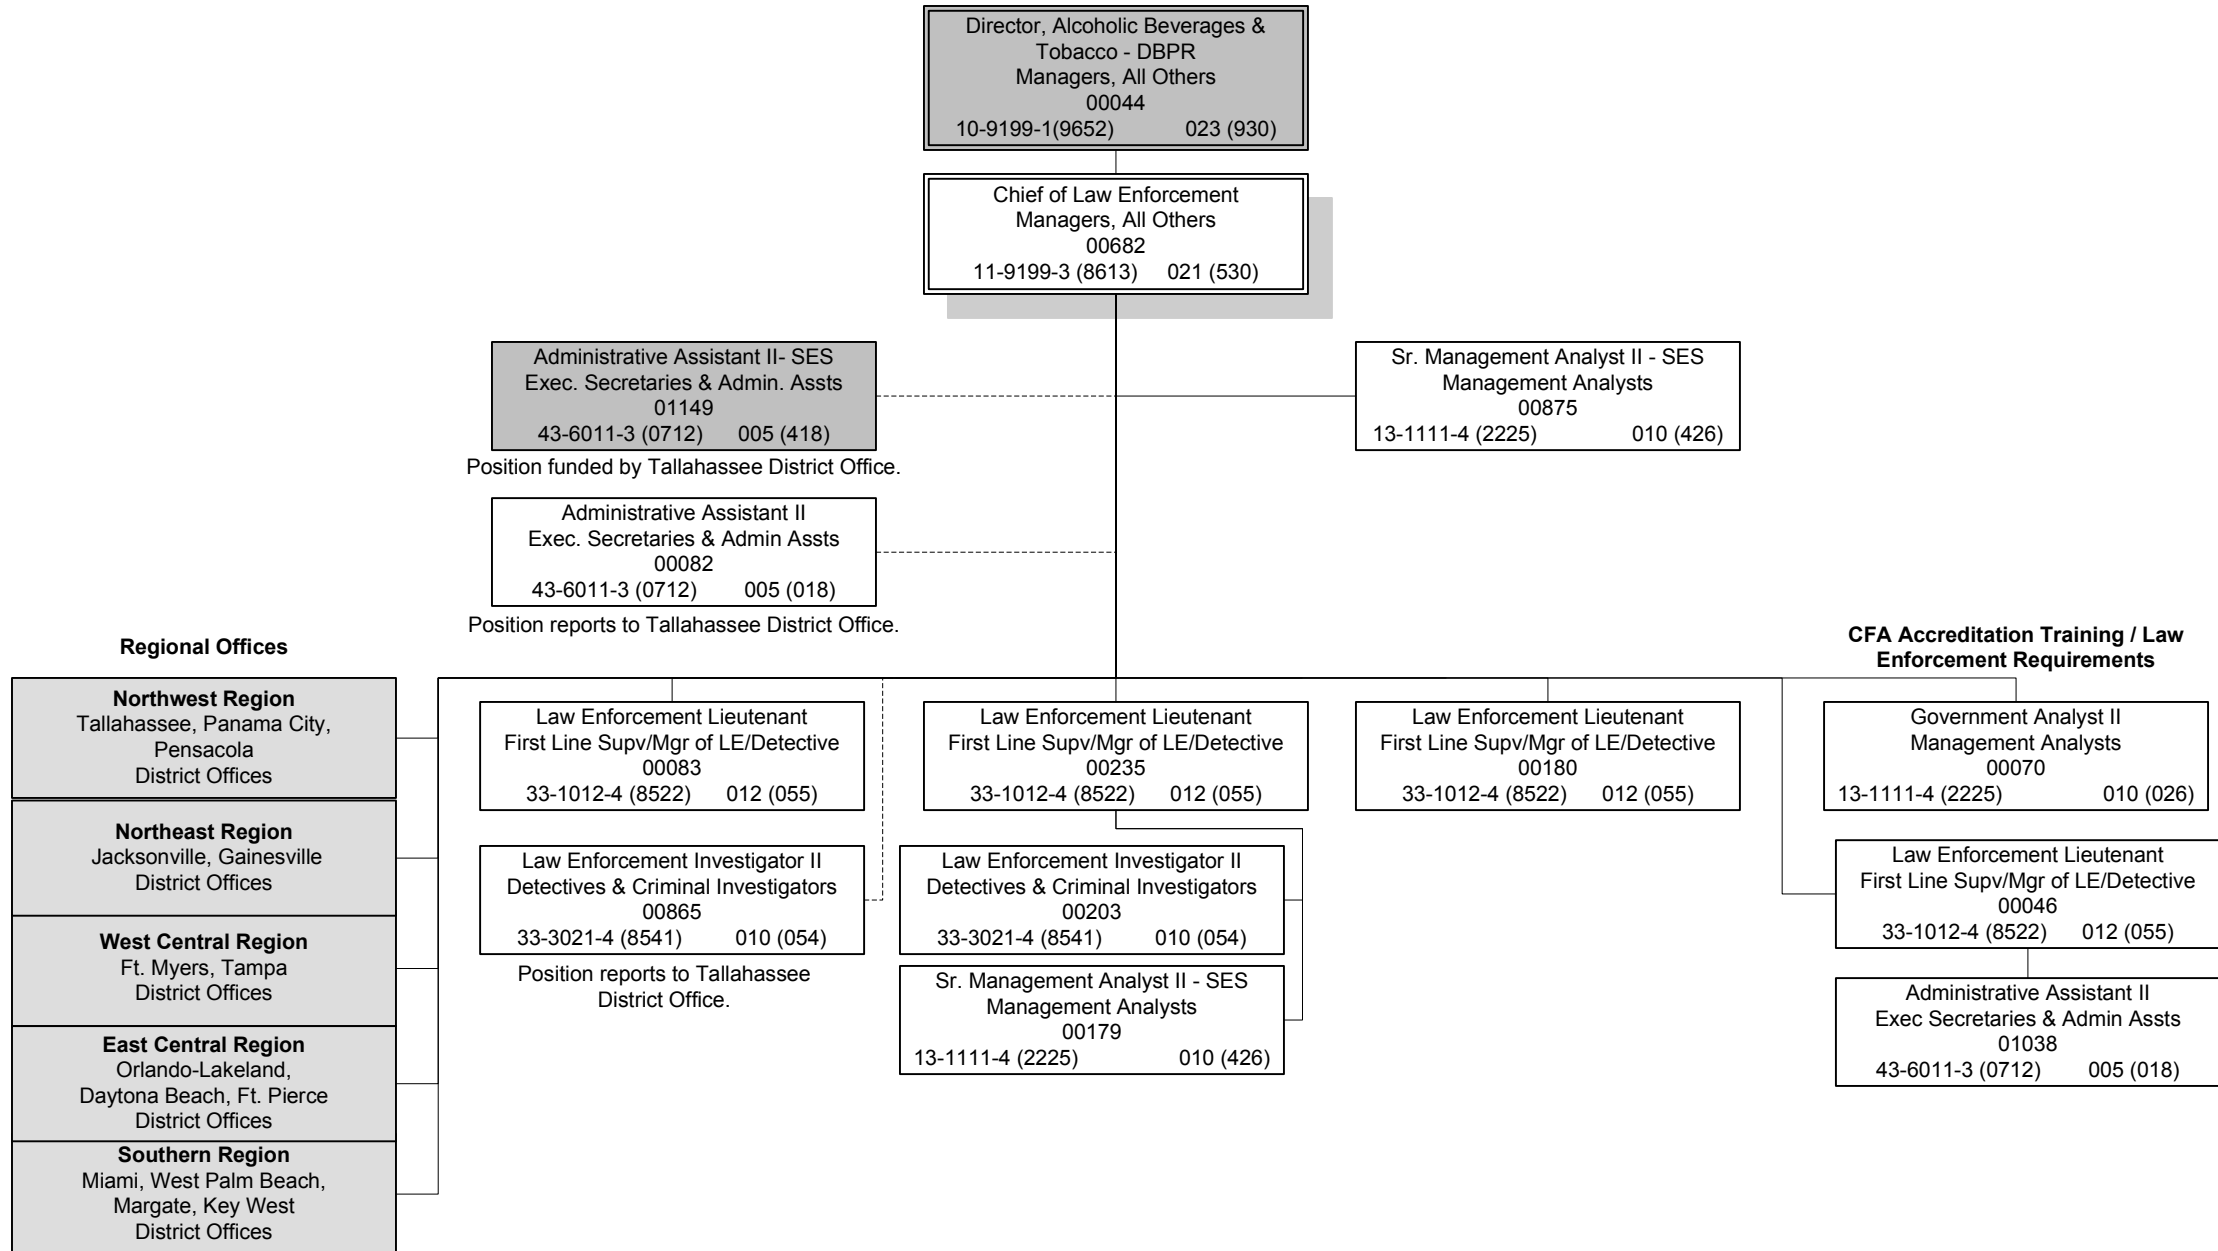 Director, Alcoholic Beverages &
Tobacco - DBPR
Managers, All Others
00044
10-9199-1(9652) 023 (930)
Chief of Law Enforcement
Managers, All Others
00682
11-9199-3 (8613) 021 (530)
Administrative Assistant II- SES
Exec. Secretaries & Admin. Assts
01149
43-6011-3 (0712) 005 (418)
Position funded by Tallahassee District Office.
Sr. Management Analyst II - SES
Management Analysts
00875
13-1111-4 (2225) 010 (426)
Administrative Assistant II
Exec. Secretaries & Admin Assts
00082
43-6011-3 (0712) 005 (018)
Position reports to Tallahassee District Office.
Regional Offices
Northwest Region
Tallahassee, Panama City,
Pensacola
District Offices
Northeast Region
Jacksonville, Gainesville
District Offices
West Central Region
Ft. Myers, Tampa
District Offices
East Central Region
Orlando-Lakeland,
Daytona Beach, Ft. Pierce
District Offices
Southern Region
Miami, West Palm Beach,
Margate, Key West
District Offices
Law Enforcement Lieutenant
First Line Supv/Mgr of LE/Detective
00083
33-1012-4 (8522) 012 (055)
Law Enforcement Investigator II
Detectives & Criminal Investigators
00865
33-3021-4 (8541) 010 (054)
Position reports to Tallahassee
District Office.
Law Enforcement Lieutenant
First Line Supv/Mgr of LE/Detective
00235
33-1012-4 (8522) 012 (055)
Law Enforcement Investigator II
Detectives & Criminal Investigators
00203
33-3021-4 (8541) 010 (054)
Sr. Management Analyst II - SES
Management Analysts
00179
13-1111-4 (2225) 010 (426)
Law Enforcement Lieutenant
First Line Supv/Mgr of LE/Detective
00180
33-1012-4 (8522) 012 (055)
CFA Accreditation Training / Law
Enforcement Requirements
Government Analyst II
Management Analysts
00070
13-1111-4 (2225) 010 (026)
Law Enforcement Lieutenant
First Line Supv/Mgr of LE/Detective
00046
33-1012-4 (8522) 012 (055)
Administrative Assistant II
Exec Secretaries & Admin Assts
01038
43-6011-3 (0712) 005 (018)